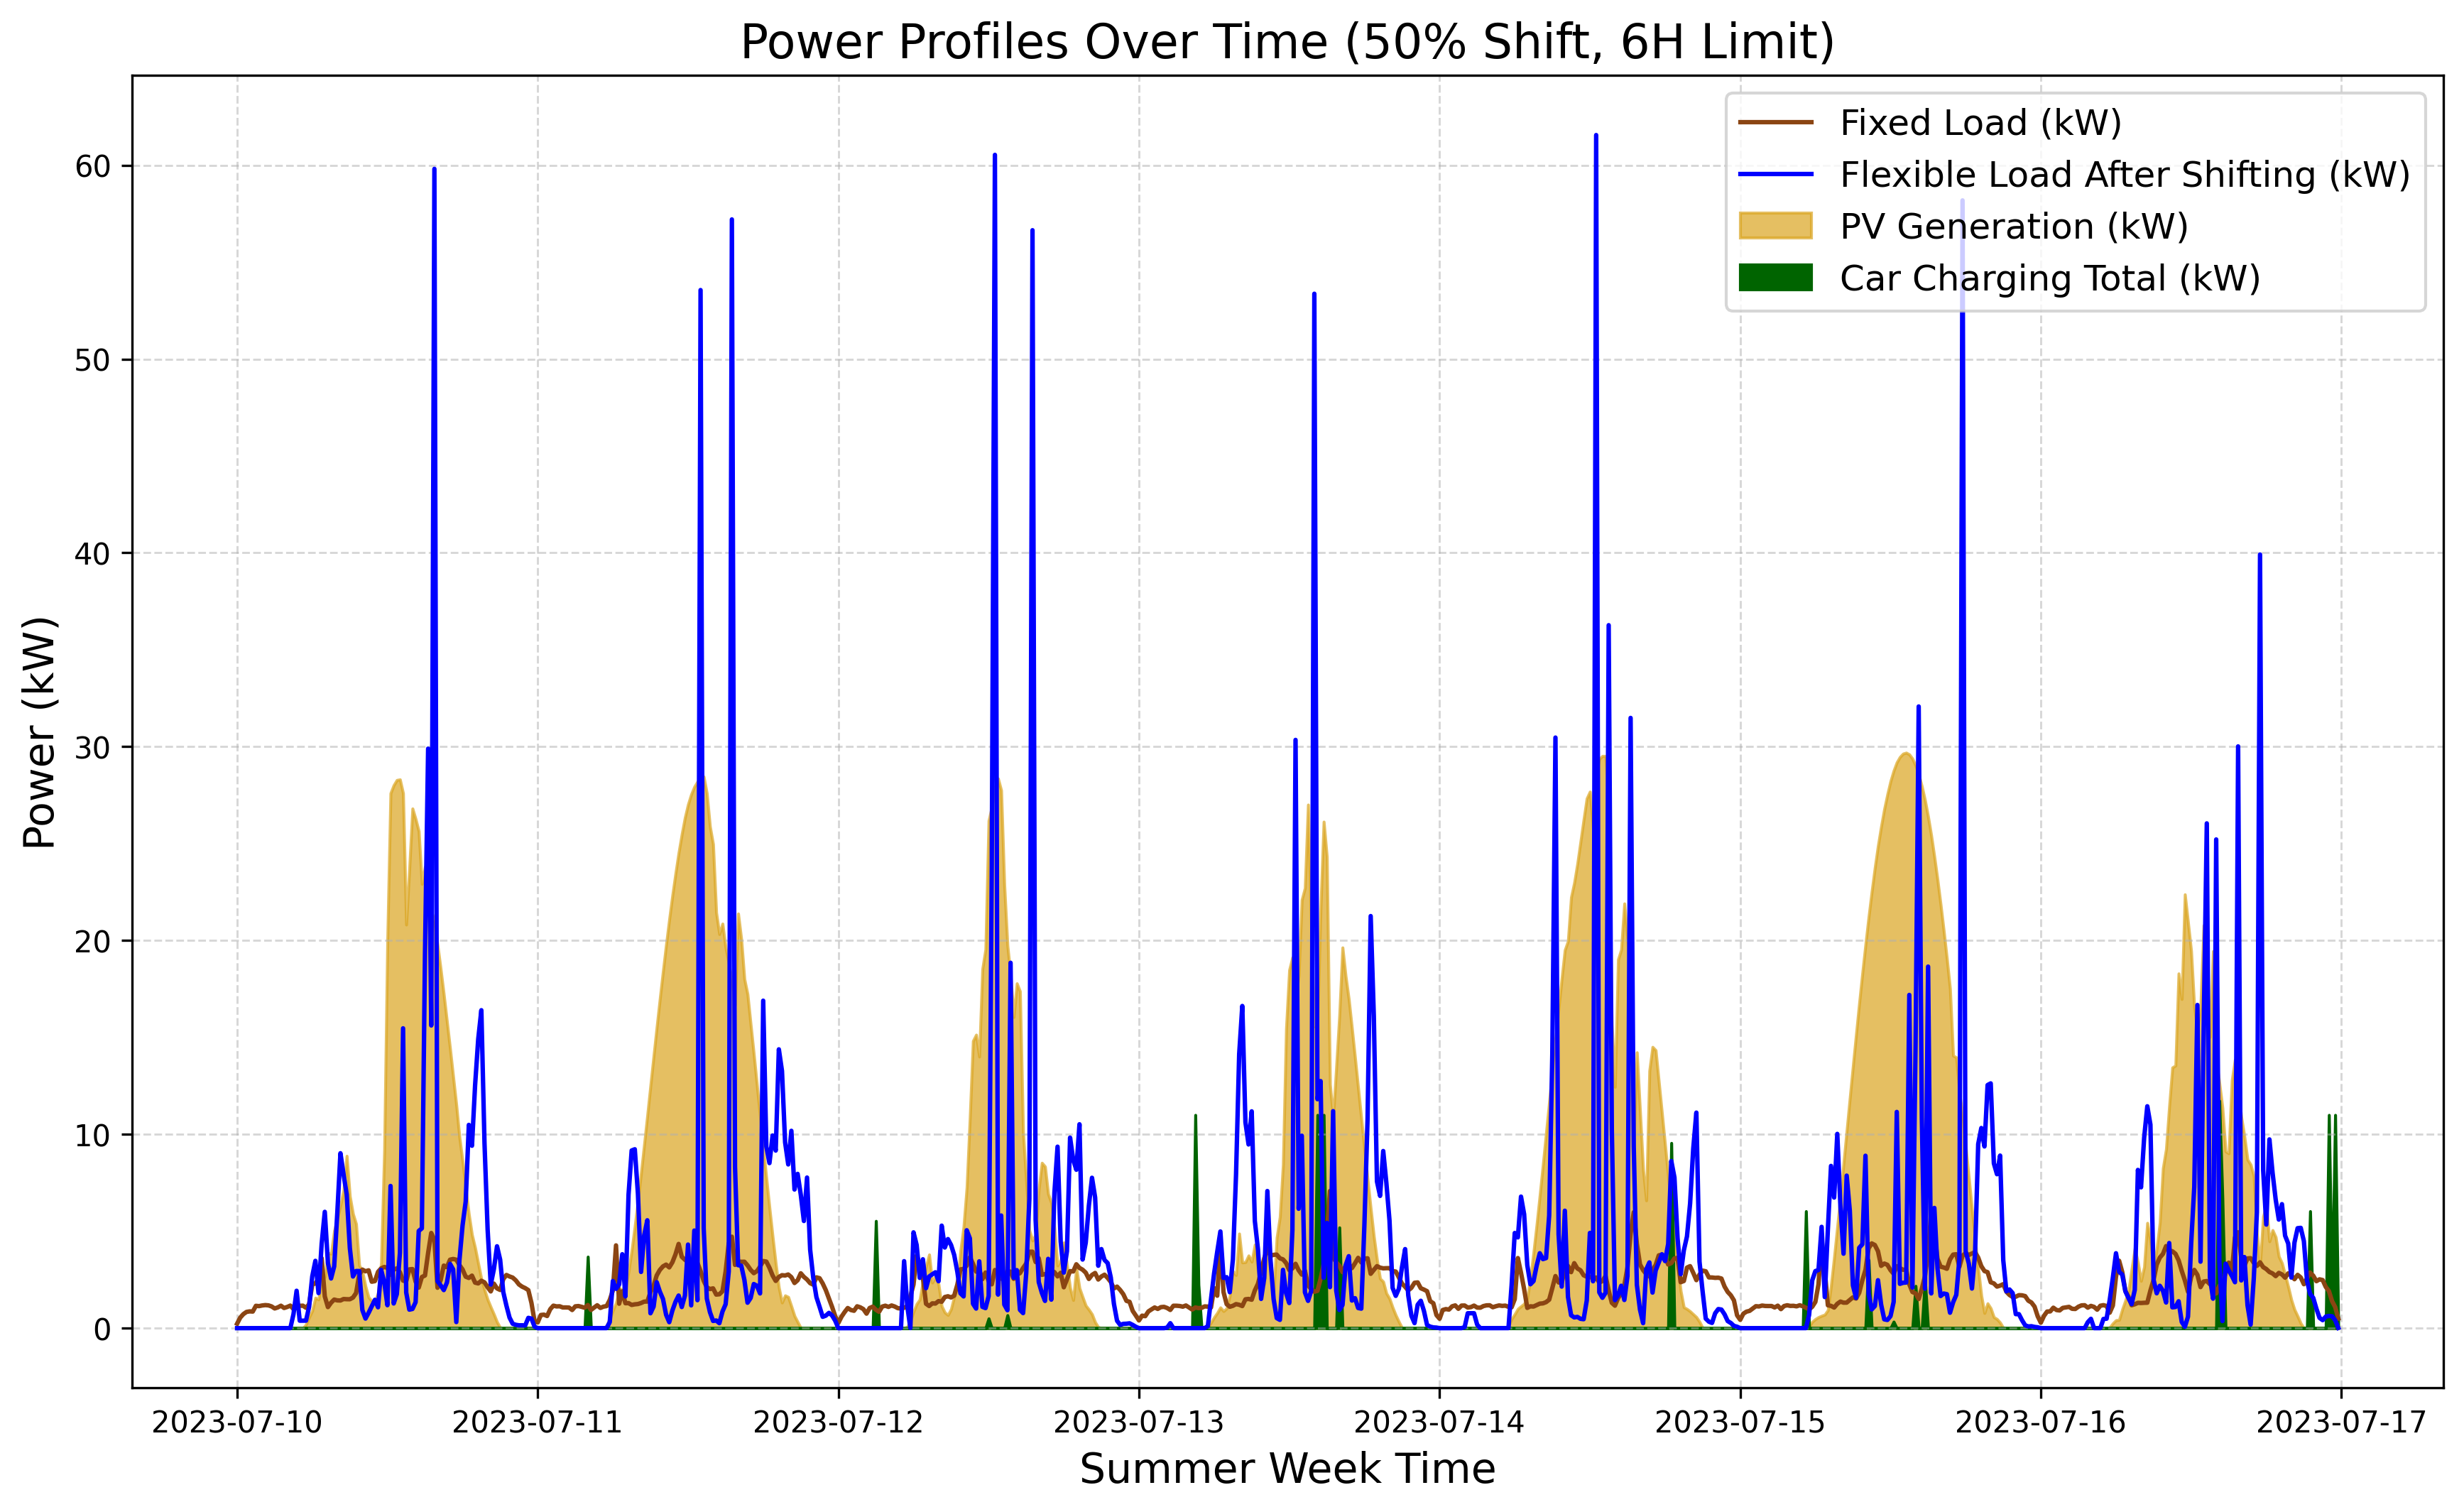 Power Profiles Over Time (50% Shift, 6H Limit)
Fixed Load (kW)
Flexible Load After Shifting (kW)
PV Generation (kW)
Car Charging Total (kW)
Power (kW)
60
50
40
30
20
10
0
2023-07-10 2023-07-11 2023-07-12 2023-07-13 2023-07-14 2023-07-15 2023-07-16 2023-07-17
Summer Week Time